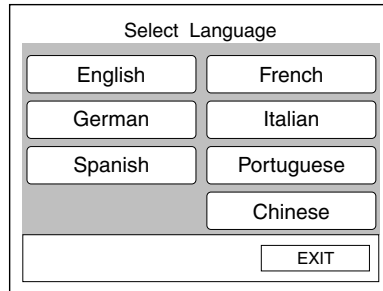 Select Language
English French
German Italian
Spanish Portuguese
Chinese
EXIT